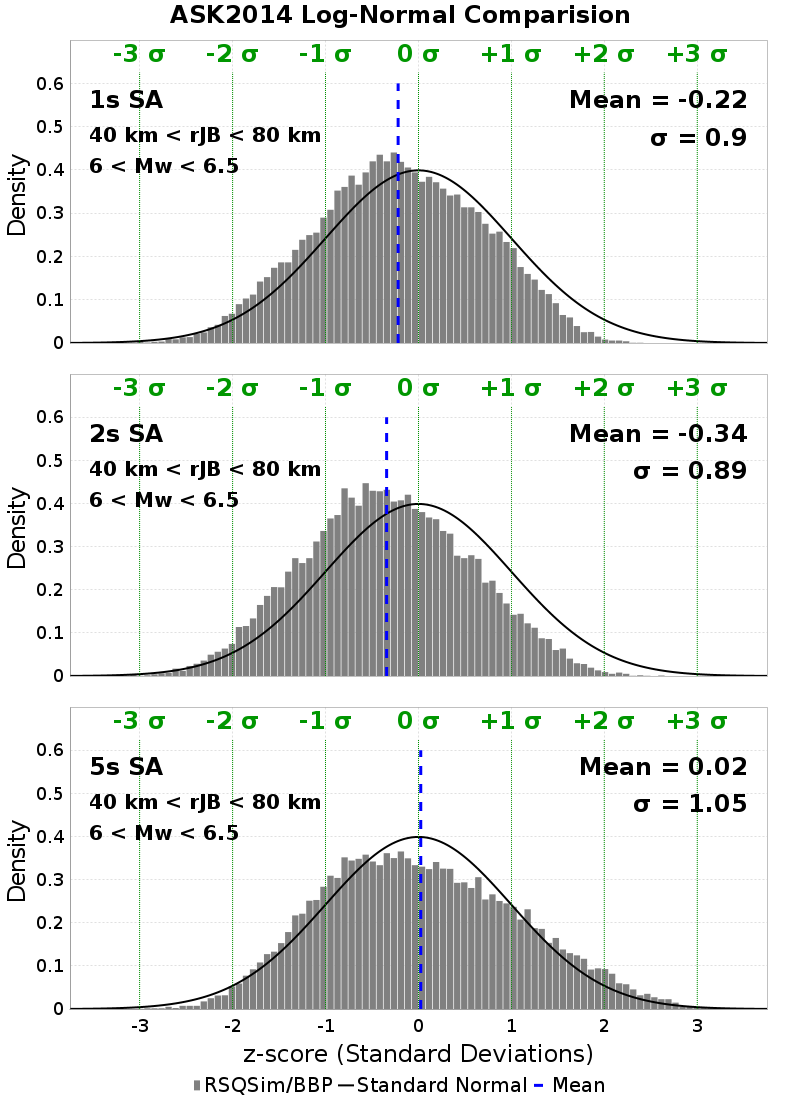 ASK2014 Log-Normal Comparision
-3 σ -2 σ -1 σ 0 σ +1 σ +2 σ +3 σ
0.6
1s SA Mean = -0.22
0.5
40 km < rJB < 80 km σ = 0.9
6 < Mw < 6.5
0.4
0.3
0.2
0.1
0
Density
-3 σ -2 σ -1 σ 0 σ +1 σ +2 σ +3 σ
0.6
2s SA Mean = -0.34
0.5
40 km < rJB < 80 km σ = 0.89
6 < Mw < 6.5
0.4
0.3
0.2
0.1
0
Density
-3 σ -2 σ -1 σ 0 σ +1 σ +2 σ +3 σ
0.6
5s SA Mean = 0.02
0.5
40 km < rJB < 80 km σ = 1.05
6 < Mw < 6.5
0.4
0.3
0.2
0.1
0
Density
-3 -2 -1 0 1 2 3
z-score (Standard Deviations)
RSQSim/BBP Standard Normal Mean